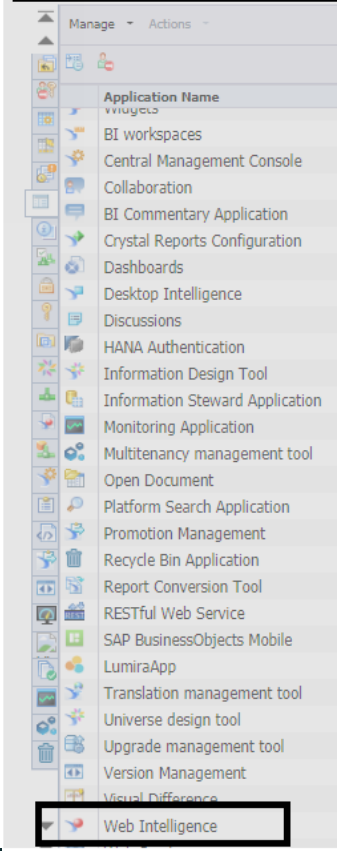 Manage Actions
Application Name
Widgets
BI workspaces
Central Management Console
Collaboration
BI Commentary Application
Crystal Reports Configuration
Dashboards
Desktop Intelligence
Discussions
HANA Authentication
Information Design Tool
Information Steward Application
Monitoring Application
Multitenancy management tool
Open Document
Platform Search Application
Promotion Management
Recycle Bin Application
Report Conversion Tool
RESTful Web Service
SAP BusinessObjects Mobile
LumiraApp
Translation management tool
Universe design tool
Upgrade management tool
Version Management
Visual Difference
Web Intelligence